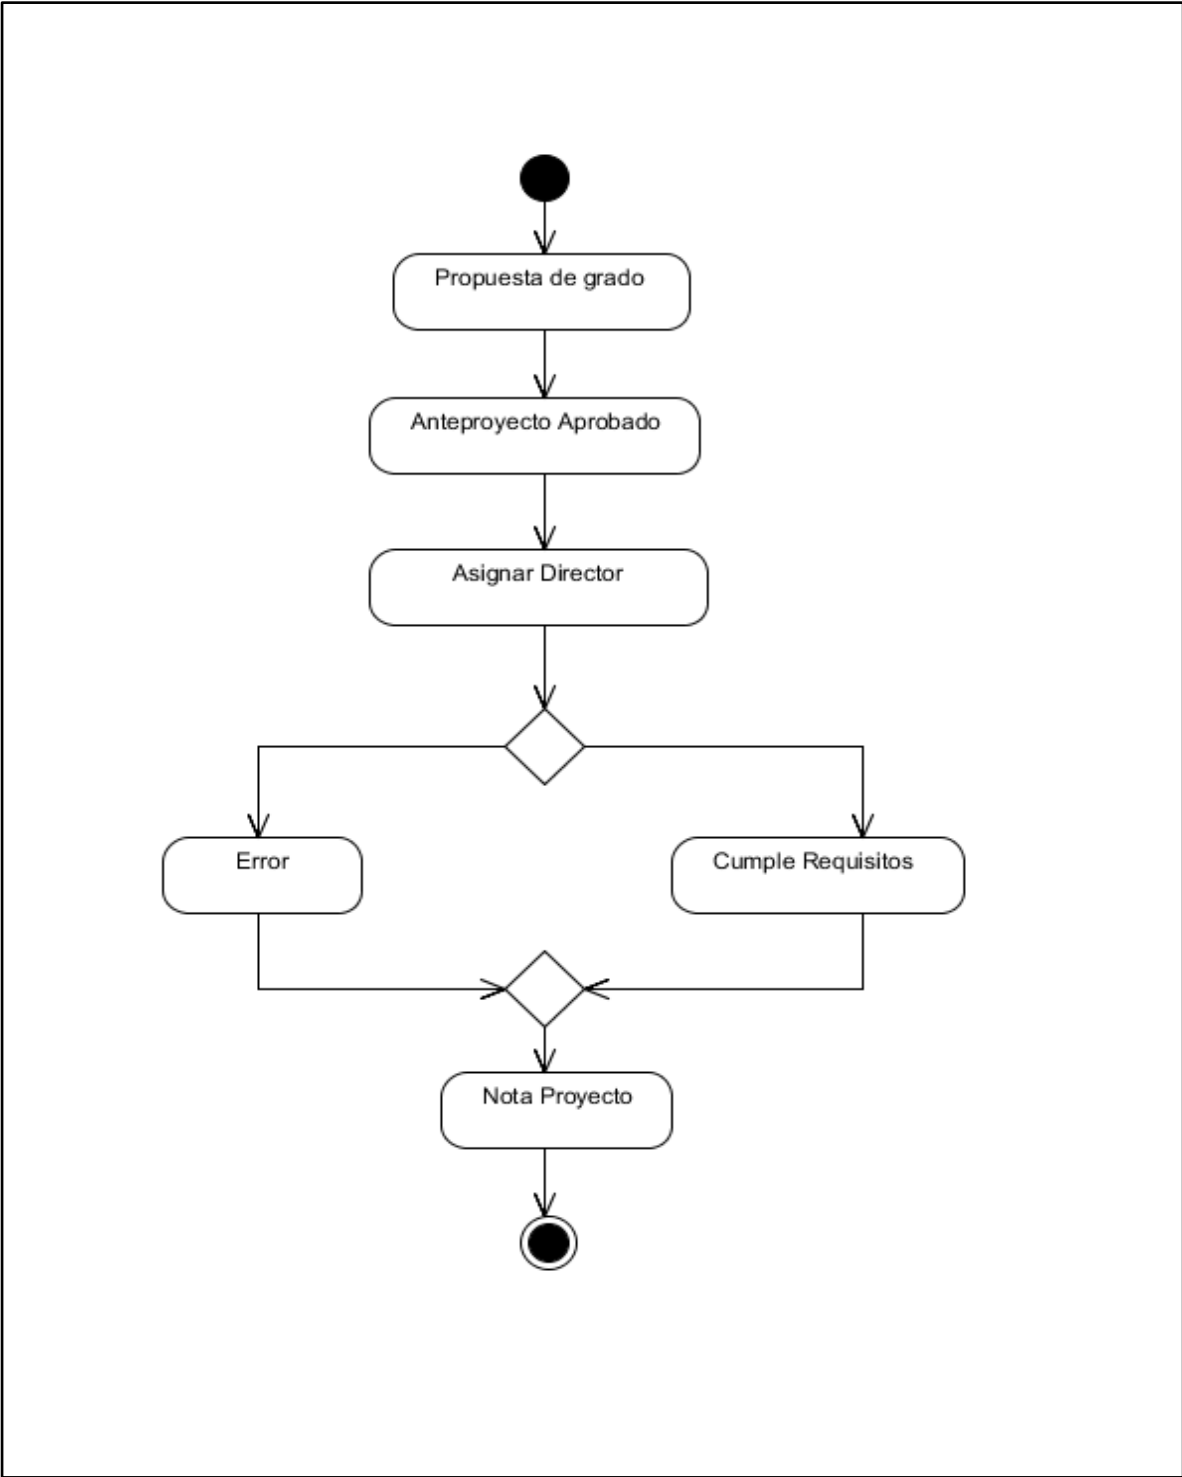 Propuesta de grado
Anteproyecto Aprobado
Asignar Director
Error
Cumple Requisitos
Nota Proyecto